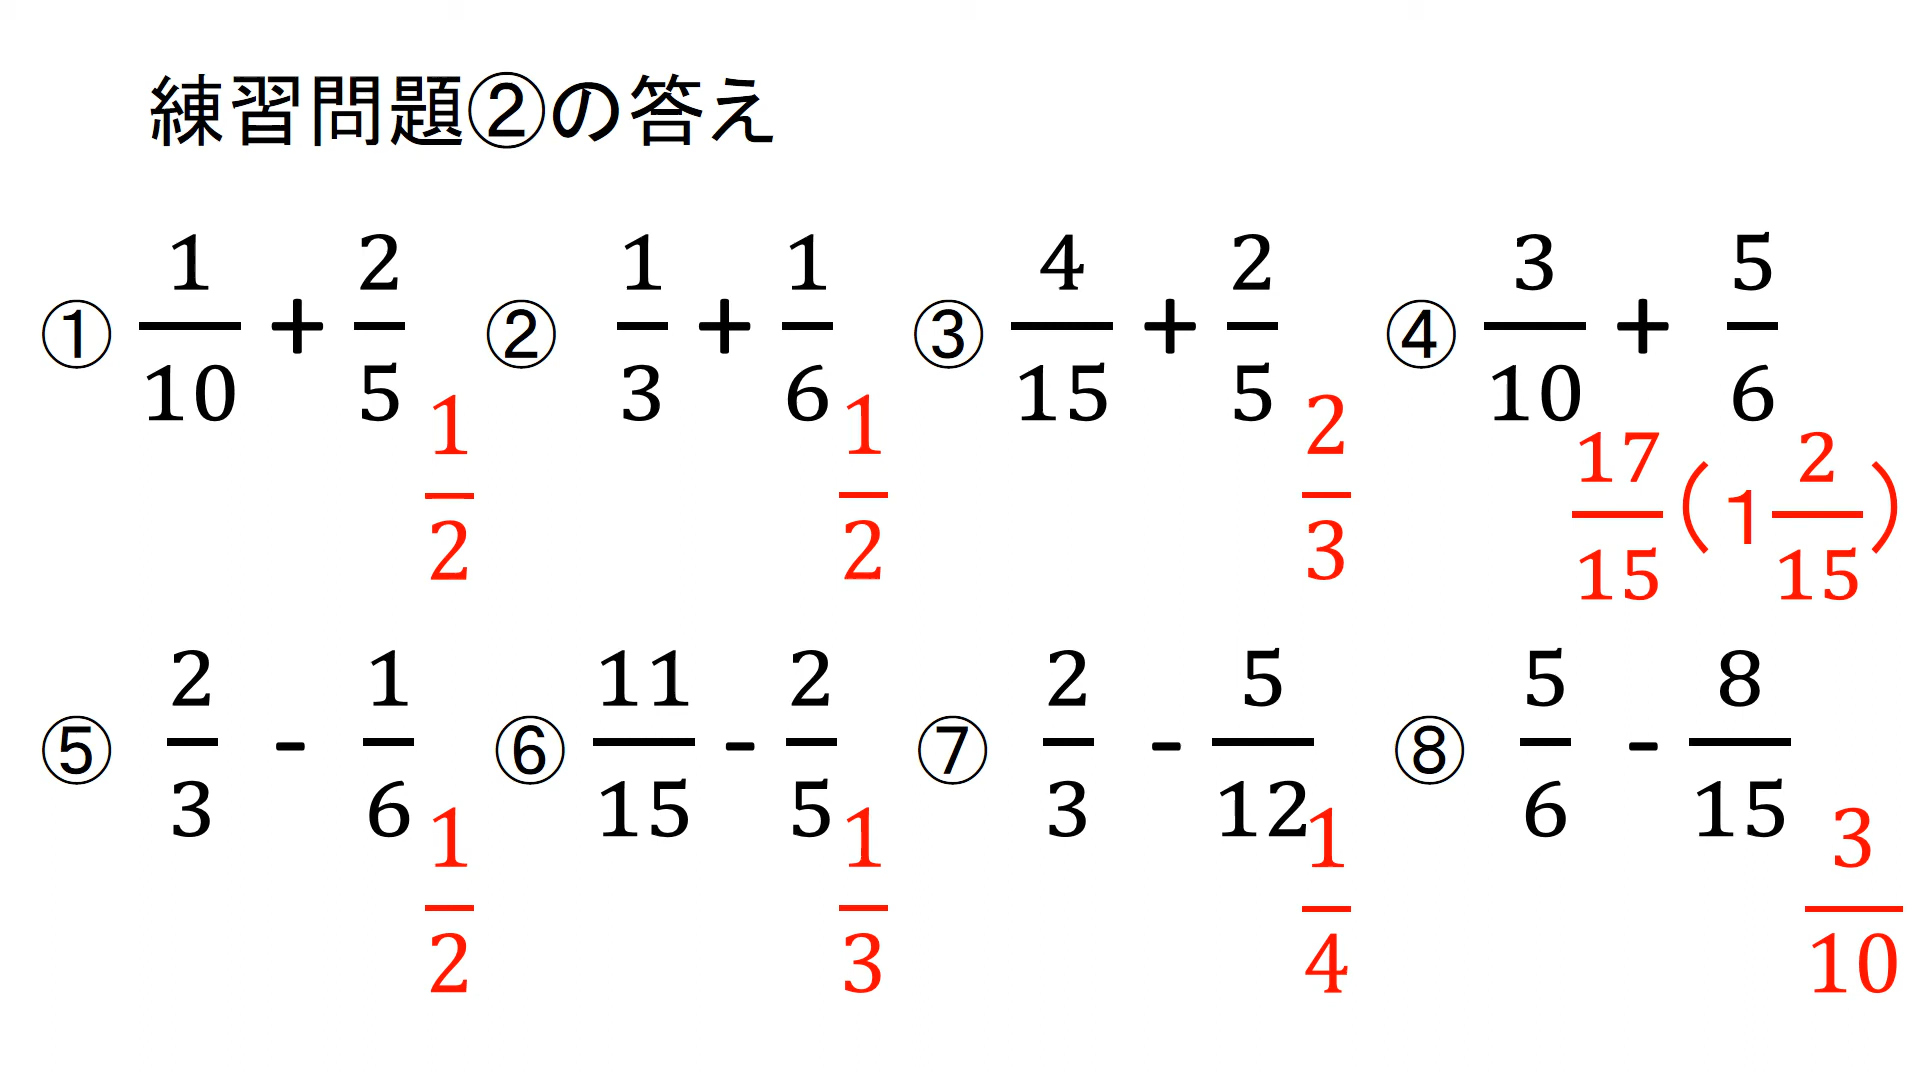 練習問題②の答え
① 1/10 + 2/5 ② 1/3 + 1/6 ③ 4/15 + 2/5 ④ 3/10 + 5/6
1/2 1/2 2/3 17/15 (1 2/15)
⑤ 2/3 - 1/6 ⑥ 11/15 - 2/5 ⑦ 2/3 - 5/12 ⑧ 5/6 - 8/15
1/2 1/3 1/4 3/10